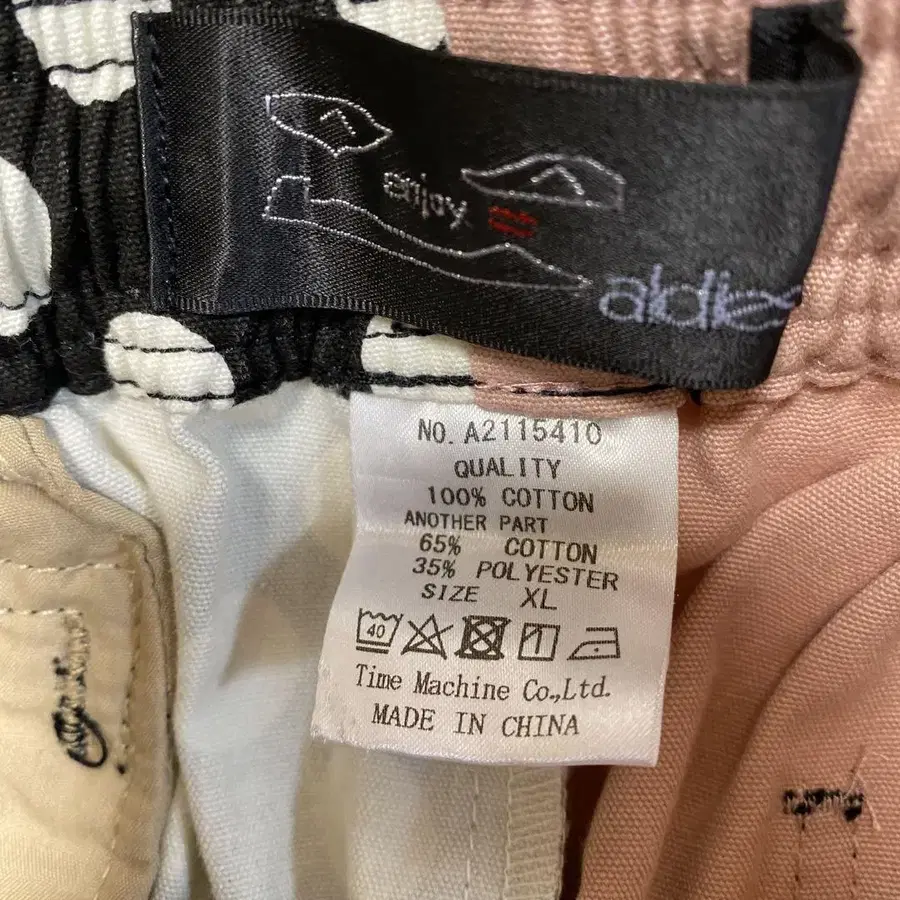 enjoy
aldies
NO. A2115410
QUALITY
100% COTTON
ANOTHER PART
65% COTTON
35% POLYESTER
SIZE XL
40
Time Machine Co.,Ltd.
MADE IN CHINA